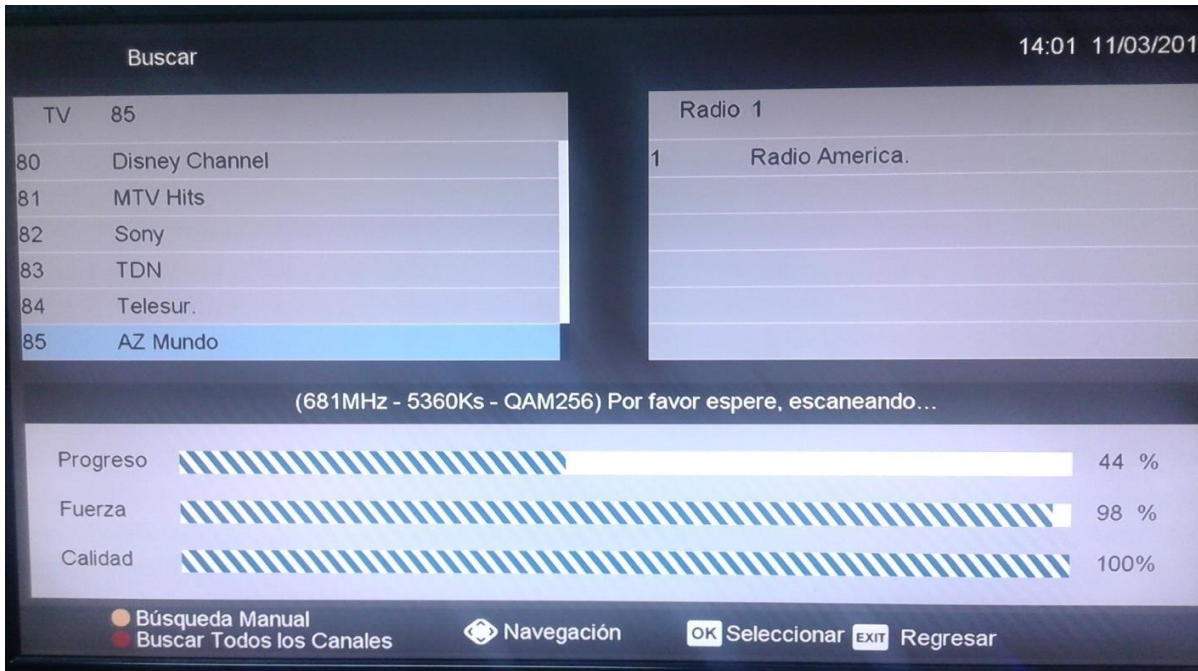 Buscar
14:01 11/03/201
TV 85
80 Disney Channel
81 MTV Hits
82 Sony
83 TDN
84 Telesur.
85 AZ Mundo
Radio 1
1 Radio America.
(681MHz - 5360Ks - QAM256) Por favor espere, escaneando...
Progreso 44 %
Fuerza 98 %
Calidad 100%
Búsqueda Manual
Buscar Todos los Canales
Navegación
OK Seleccionar
EXIT Regresar